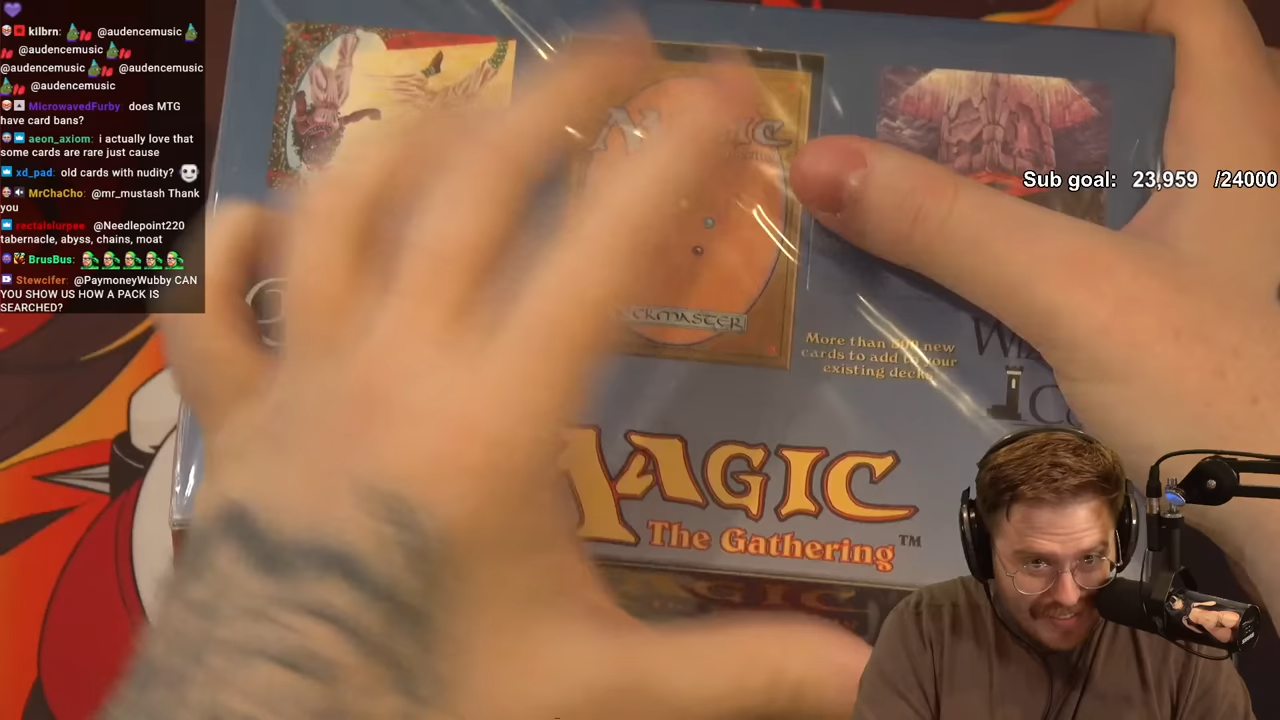 kilbrn: @audencemusic
@audencemusic
@audencemusic @audencemusic
@audencemusic
MicrowavedFurby: does MTG
have card bans?
aeon_axiom: i actually love that
some cards are rare just cause
xd_pad: old cards with nudity?
MrChaCho: @mr_mustash Thank
you
rectalslurpee: @Needlepoint220
tabernacle, abyss, chains, moat
BrusBus:
Stewcifer: @PaymoneyWubby CAN
YOU SHOW US HOW A PACK IS
SEARCHED?
Sub goal: 23,959 /24000
More than new
cards to add to your
existing decks
MAGIC
The Gathering™